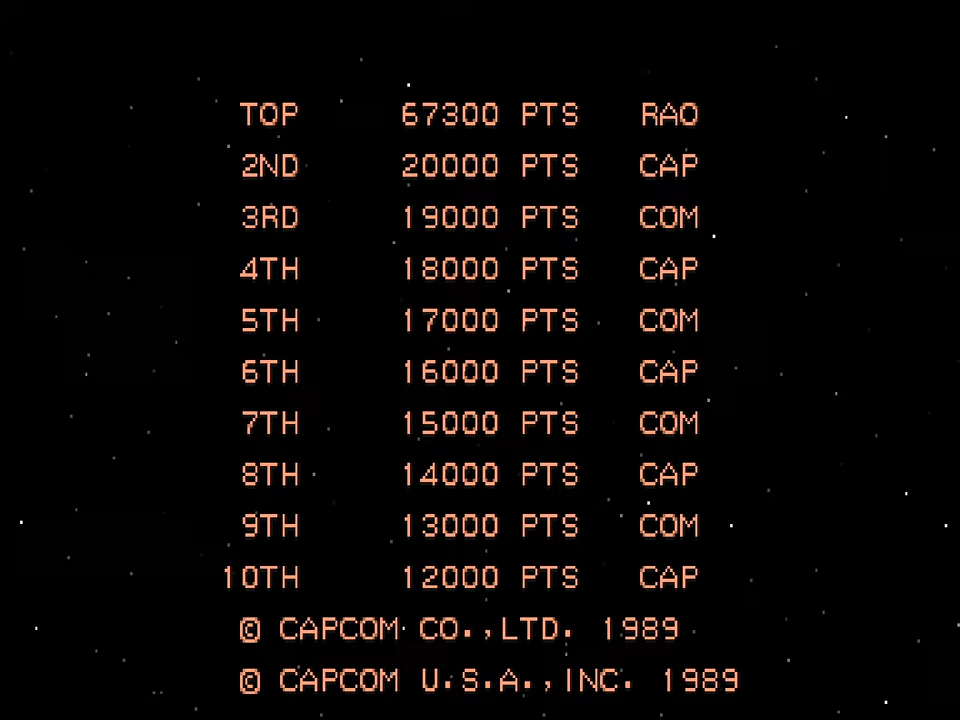 TOP 67300 PTS RAO
2ND 20000 PTS CAP
3RD 19000 PTS COM
4TH 18000 PTS CAP
5TH 17000 PTS COM
6TH 16000 PTS CAP
7TH 15000 PTS COM
8TH 14000 PTS CAP
9TH 13000 PTS COM
10TH 12000 PTS CAP
© CAPCOM CO.,LTD. 1989
© CAPCOM U.S.A.,INC. 1989